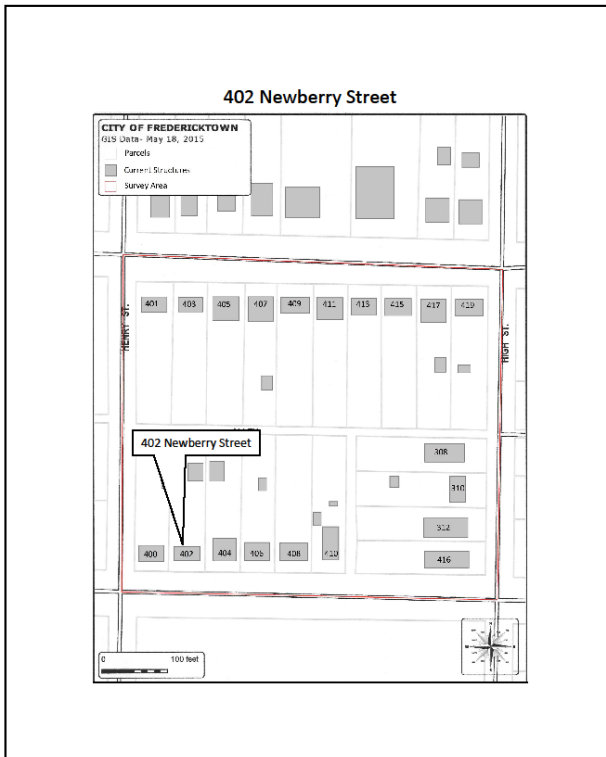 402 Newberry Street
CITY OF FREDERICKTOWN
GIS Data- May 18, 2015
Parcels
Current Structures
Survey Area
HENRY ST.
HIGH ST.
401
403
405
407
409
411
413
415
417
419
402 Newberry Street
308
310
312
400
402
404
406
408
410
416
0
100 feet